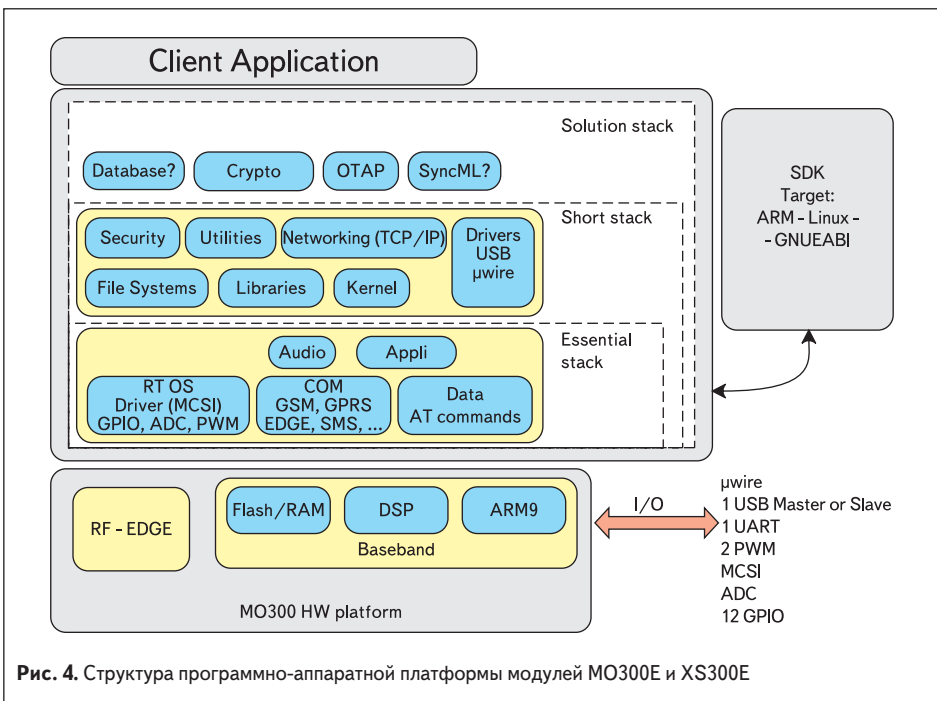 Client Application
Solution stack
Database?
Crypto
OTAP
SyncML?
Short stack
Security
Utilities
Networking (TCP/IP)
Drivers
USB
µwire
File Systems
Libraries
Kernel
Essential
stack
Audio
Appli
RT OS
Driver (MCSI)
GPIO, ADC, PWM
COM
GSM, GPRS
EDGE, SMS, ...
Data
AT commands
SDK
Target:
ARM - Linux -
- GNUEABI
RF - EDGE
Flash/RAM
DSP
ARM9
Baseband
MO300 HW platform
I/O
µwire
1 USB Master or Slave
1 UART
2 PWM
MCSI
ADC
12 GPIO
Рис. 4. Структура программно-аппаратной платформы модулей MO300E и XS300E